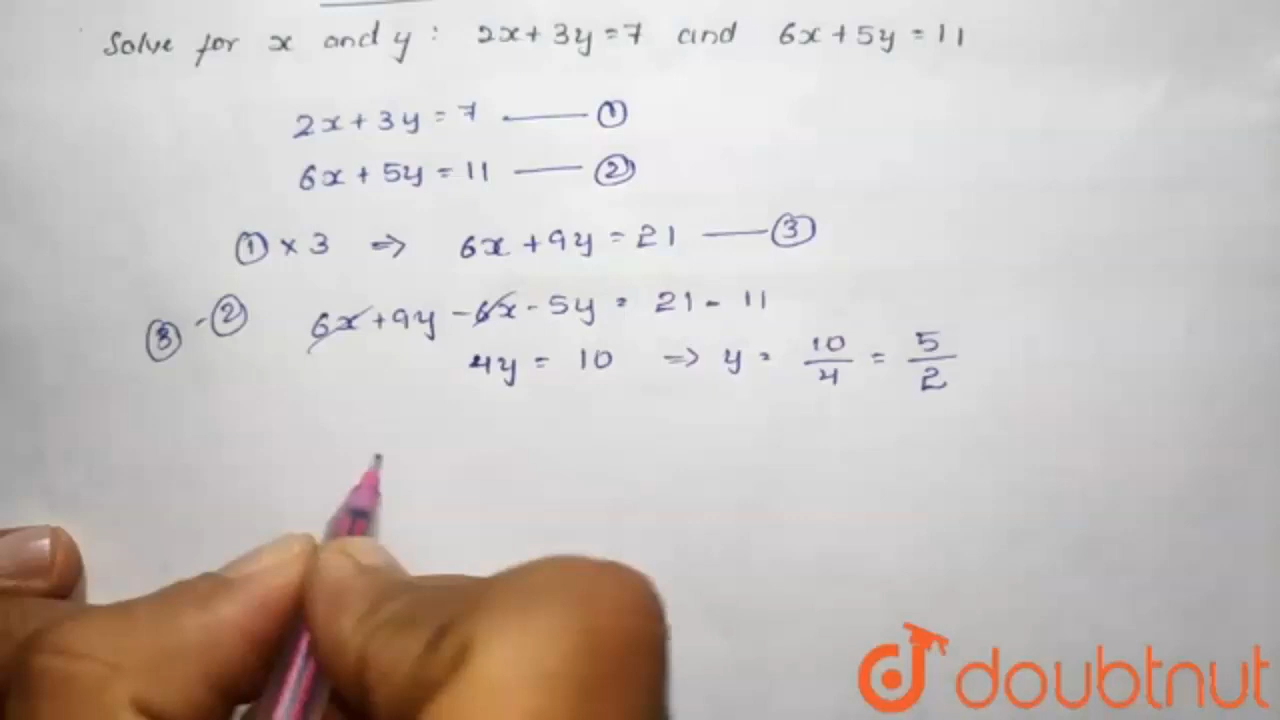 Solve for x and y : 2x + 3y = 7 and 6x + 5y = 11
2x + 3y = 7 —— ①
6x + 5y = 11 —— ②
① × 3 ⇒ 6x + 9y = 21 —— ③
③ - ② 6x + 9y - 6x - 5y = 21 - 11
4y = 10 ⇒ y = 10/4 = 5/2
doubtnut